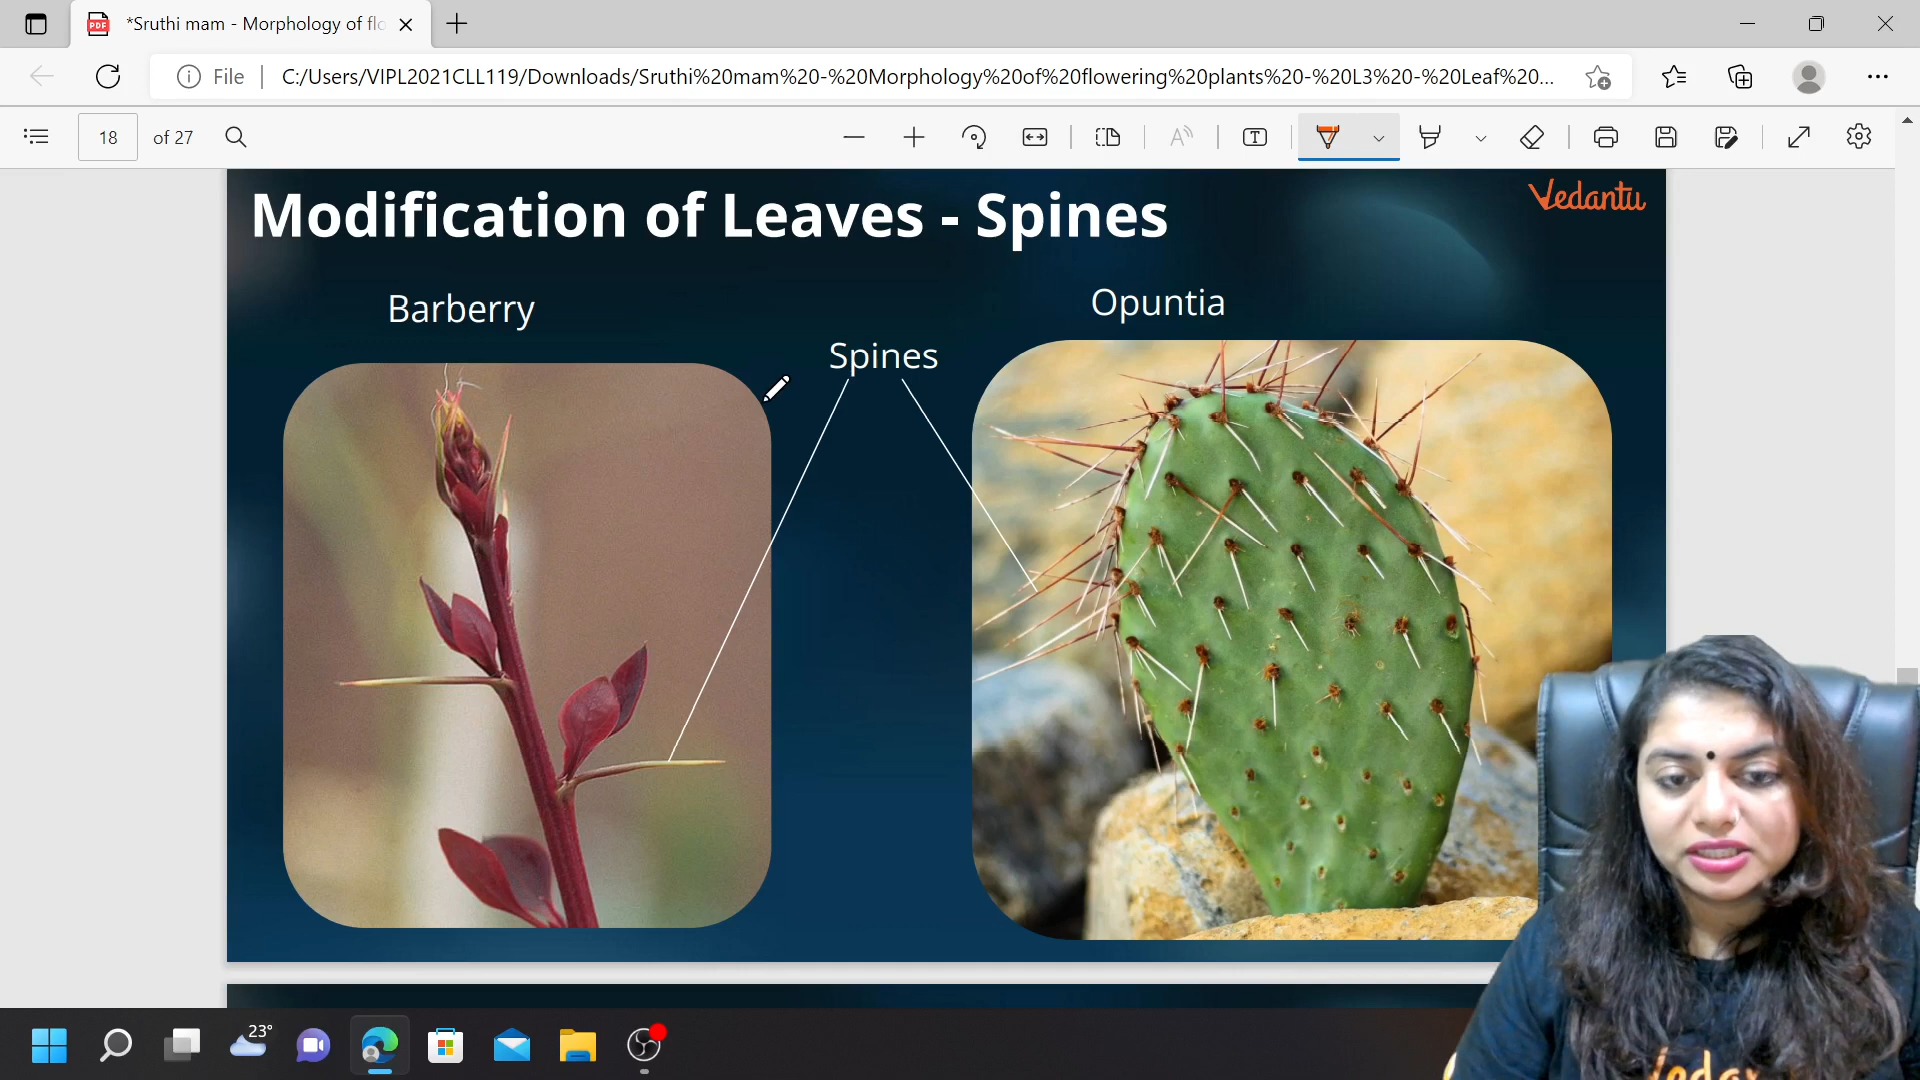 *Sruthi mam - Morphology of flo
File
C:/Users/VIPL2021CLL119/Downloads/Sruthi%20mam%20-%20Morphology%20of%20flowering%20plants%20-%20L3%20-%20Leaf%20...
18 of 27
Modification of Leaves - Spines
Vedantu
Barberry
Opuntia
Spines
23°